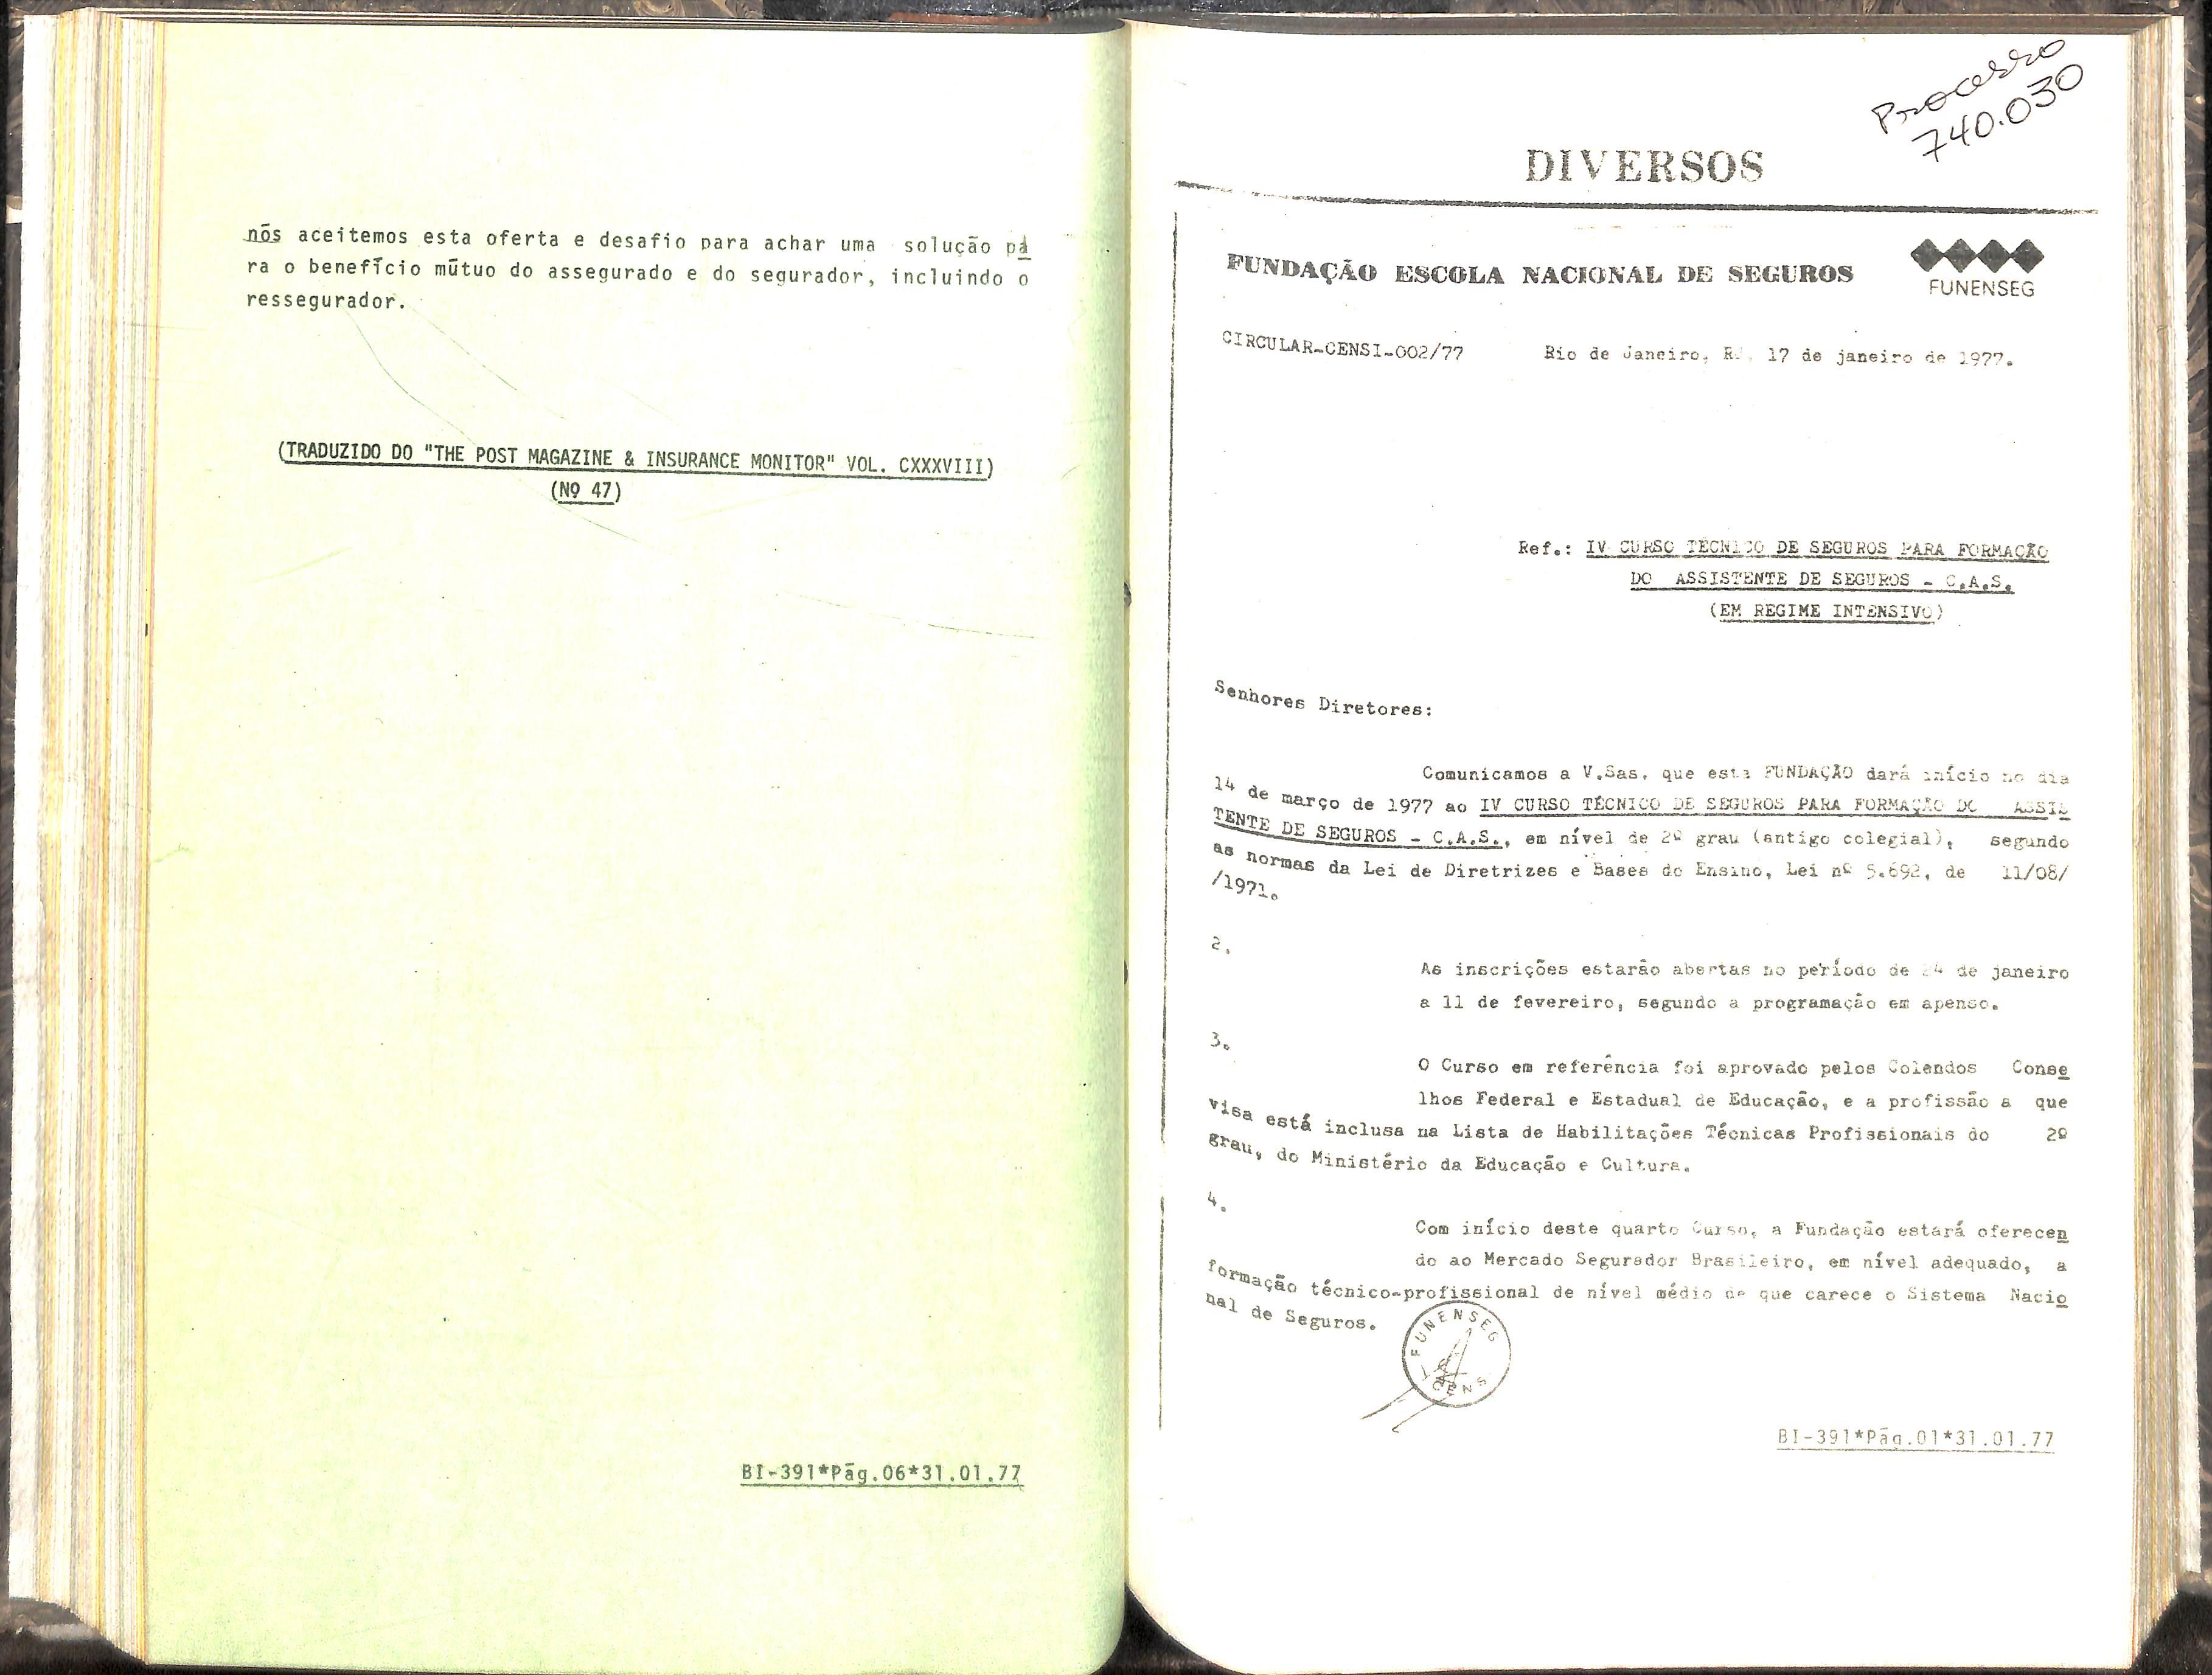 nós aceitemos esta oferta e desafio para achar uma solução pa
ra o benefício mútuo do assegurado e do segurador, incluindo o
ressegurador.
(TRADUZIDO DO "THE POST MAGAZINE & INSURANCE MONITOR" VOL. CXXXVIII)
(Nº 47)
BI-391*Pág.06*31.01.77
Processo
740.030
DIVERSOS
FUNDAÇÃO ESCOLA NACIONAL DE SEGUROS
FUNENSEG
CIRCULAR-CENSI-002/77 Rio de Janeiro, RJ, 17 de janeiro de 1977.
Ref.: IV CURSO TÉCNICO DE SEGUROS PARA FORMAÇÃO
DO ASSISTENTE DE SEGUROS - C.A.S.
(EM REGIME INTENSIVO)
Senhores Diretores:
Comunicamos a V.Sas. que esta FUNDAÇÃO dará início no dia
14 de março de 1977 ao IV CURSO TÉCNICO DE SEGUROS PARA FORMAÇÃO DO ASSIS
TENTE DE SEGUROS - C.A.S., em nível de 2º grau (antigo colegial), segundo
as normas da Lei de Diretrizes e Bases do Ensino, Lei nº 5.692, de 11/08/
/1971.
2.
As inscrições estarão abertas no período de 24 de janeiro
a 11 de fevereiro, segundo a programação em apenso.
3.
O Curso em referência foi aprovado pelos Colendos Conse
lhos Federal e Estadual de Educação, e a profissão a que
visa está inclusa na Lista de Habilitações Técnicas Profissionais do 2º
grau, do Ministério da Educação e Cultura.
4.
Com início deste quarto Curso, a Fundação estará oferecen
do ao Mercado Segurador Brasileiro, em nível adequado, a
formação técnico-profissional de nível médio de que carece o Sistema Nacio
nal de Seguros.
FUNENSEG
CENS
BI-391*Pág.01*31.01.77